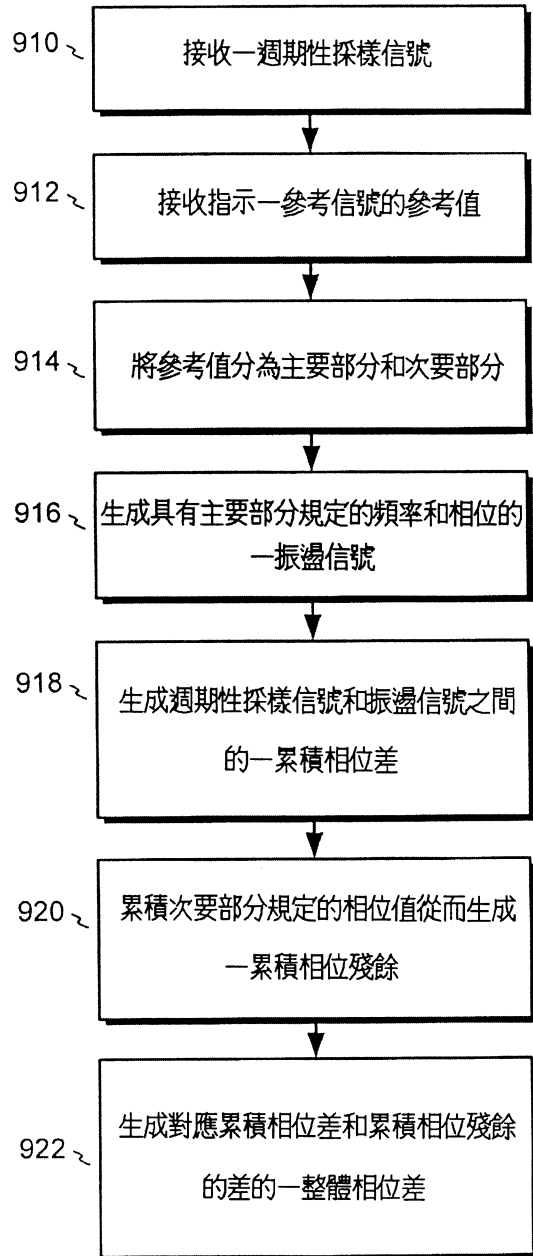 910
接收一週期性採樣信號
912
接收指示一參考信號的參考值
914
將參考值分為主要部分和次要部分
916
生成具有主要部分規定的頻率和相位的
一振盪信號
918
生成週期性採樣信號和振盪信號之間
的一累積相位差
920
累積次要部分規定的相位值從而生成
一累積相位殘餘
922
生成對應累積相位差和累積相位殘餘
的差的一整體相位差